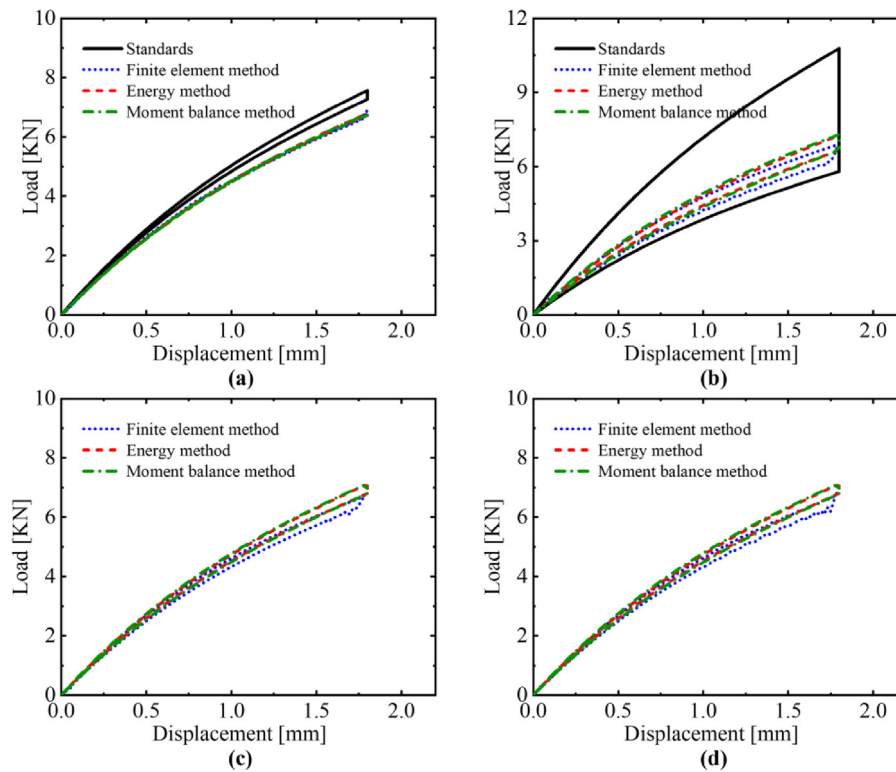 10
8
6
4
2
0
Load [KN]
Standards
Finite element method
Energy method
Moment balance method
0.0 0.5 1.0 1.5 2.0
Displacement [mm]
(a)
12
9
6
3
0
Load [KN]
Standards
Finite element method
Energy method
Moment balance method
0.0 0.5 1.0 1.5 2.0
Displacement [mm]
(b)
10
8
6
4
2
0
Load [KN]
Finite element method
Energy method
Moment balance method
0.0 0.5 1.0 1.5 2.0
Displacement [mm]
(c)
10
8
6
4
2
0
Load [KN]
Finite element method
Energy method
Moment balance method
0.0 0.5 1.0 1.5 2.0
Displacement [mm]
(d)